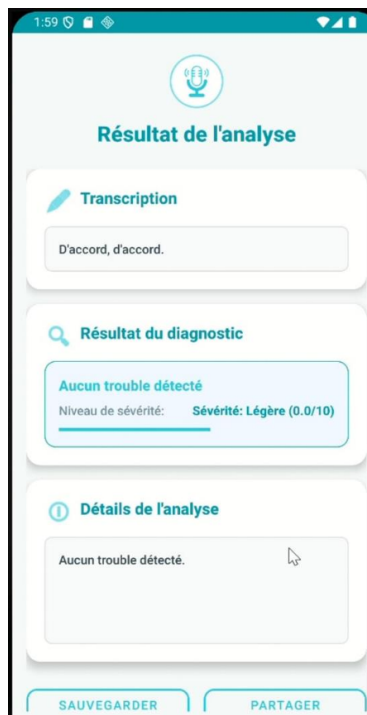 1:59
Résultat de l'analyse
Transcription
D'accord, d'accord.
Résultat du diagnostic
Aucun trouble détecté
Niveau de sévérité: Sévérité: Légère (0.0/10)
Détails de l'analyse
Aucun trouble détecté.
SAUVEGARDER PARTAGER